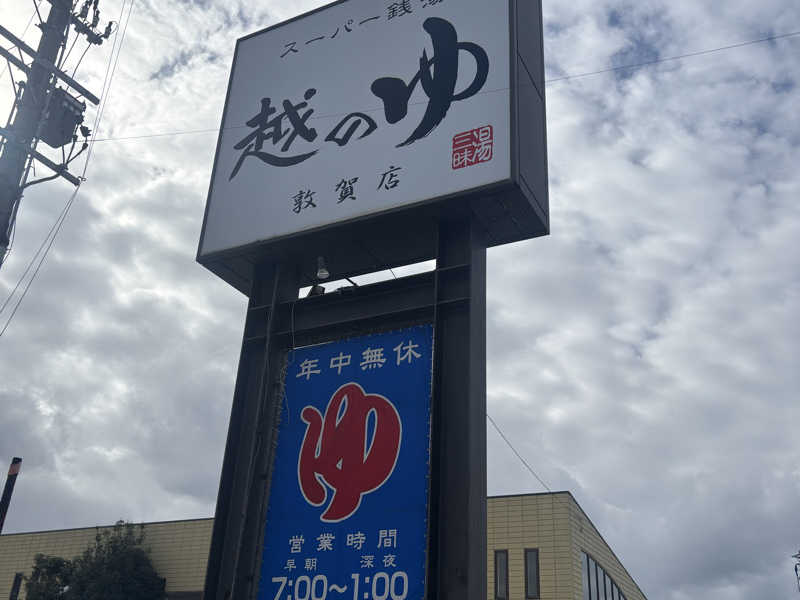 スーパー銭湯
越のゆ
湯三昧
敦賀店
年中無休
ゆ
営業時間
早朝 深夜
7:00~1:00